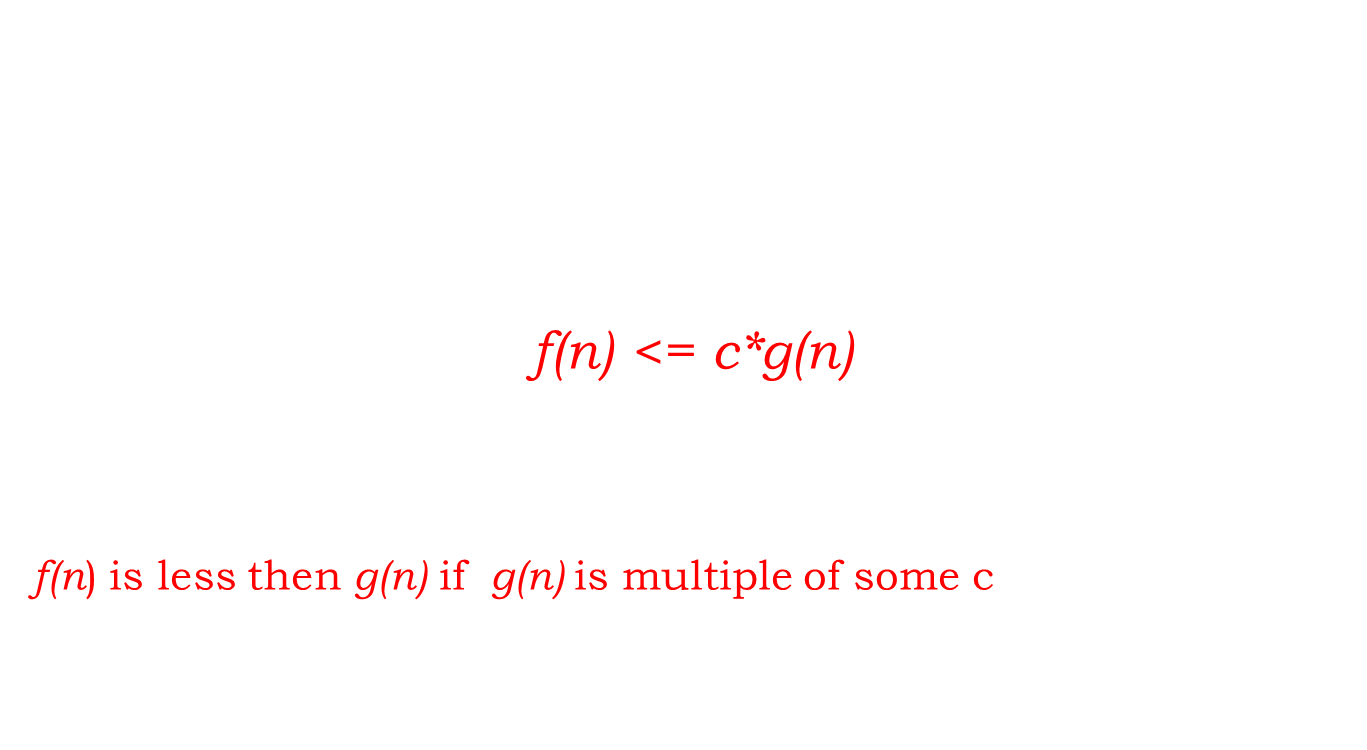 f(n) <= c*g(n)
f(n) is less then g(n) if  g(n) is multiple of some c